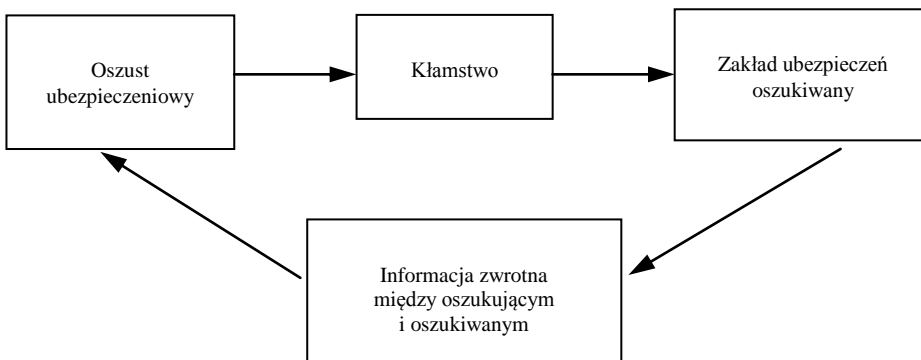 Oszust
ubezpieczeniowy
Kłamstwo
Zakład ubezpieczeń
oszukiwany
Informacja zwrotna
między oszukującym
i oszukiwanym